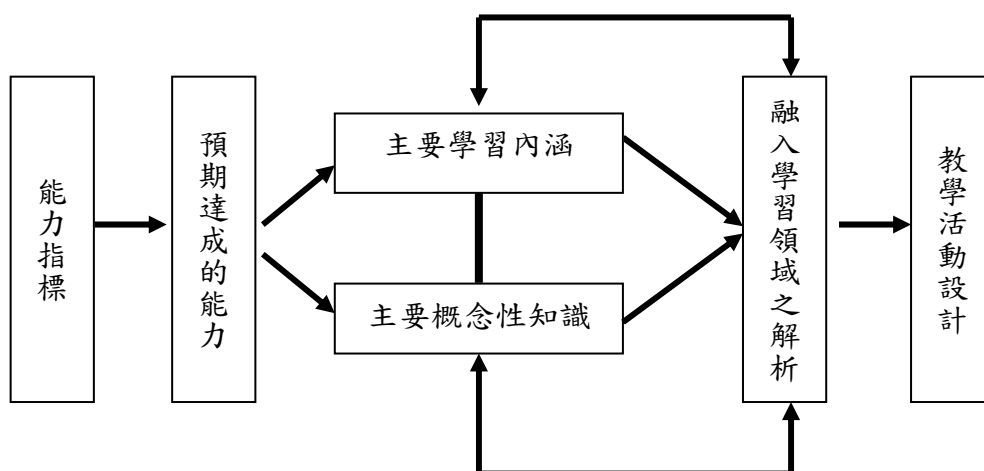 能力指標
預期達成的能力
主要學習內涵
主要概念性知識
融入學習領域之解析
教學活動設計